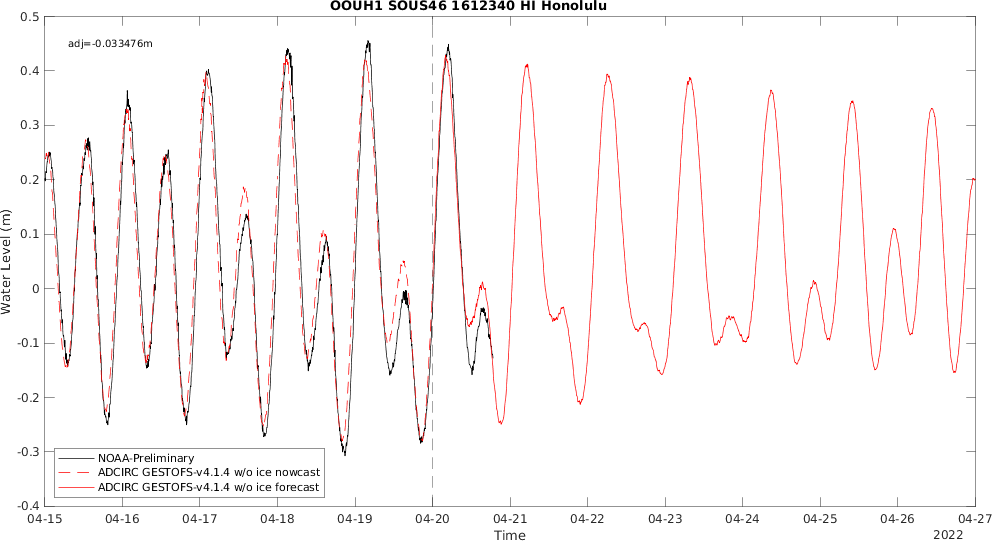 OOUH1 SOUS46 1612340 HI Honolulu
0.5
adj=-0.033476m
0.4
0.3
0.2
0.1
0
-0.1
-0.2
-0.3
-0.4
Water Level (m)
NOAA-Preliminary
ADCIRC GESTOFS-v4.1.4 w/o ice nowcast
ADCIRC GESTOFS-v4.1.4 w/o ice forecast
04-15 04-16 04-17 04-18 04-19 04-20 04-21 04-22 04-23 04-24 04-25 04-26 04-27
Time
2022